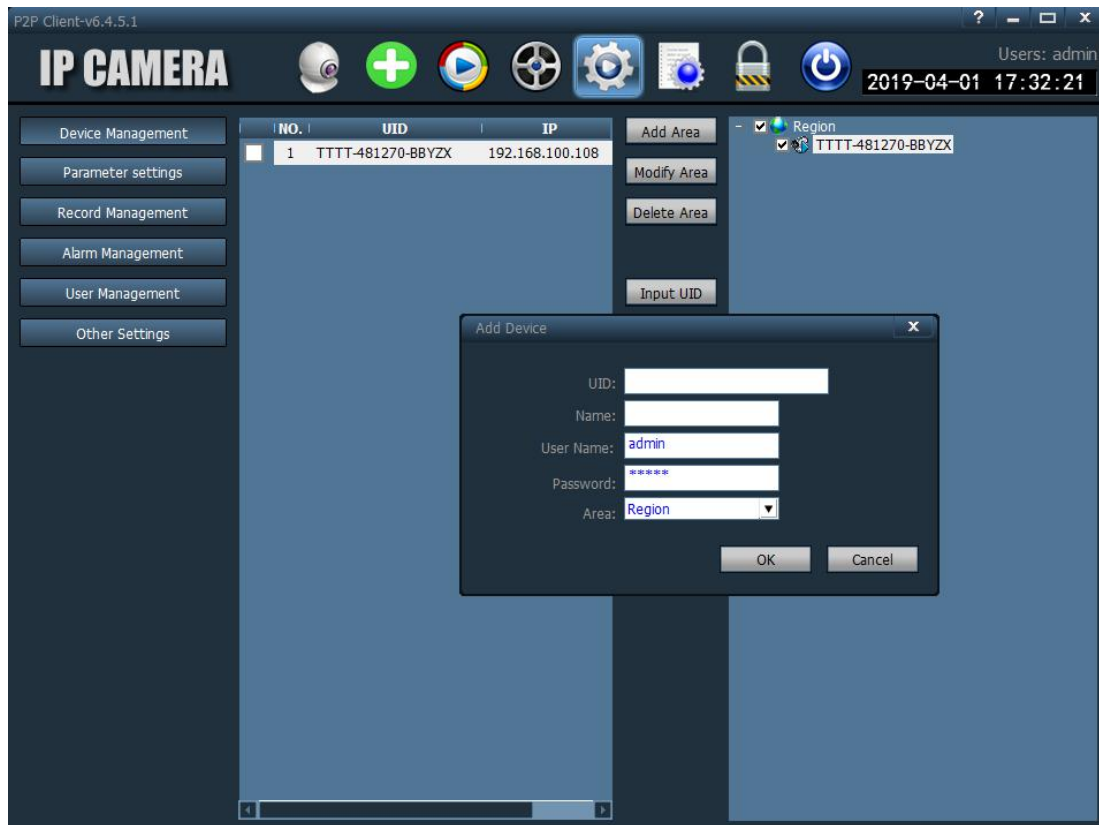 P2P Client-v6.4.5.1
IP CAMERA
Users: admin
2019-04-01 17:32:21
Device Management
Parameter settings
Record Management
Alarm Management
User Management
Other Settings
NO. UID IP
1 TTTT-481270-BBYZX 192.168.100.108
Add Area
Modify Area
Delete Area
Input UID
Region
TTTT-481270-BBYZX
Add Device
UID:
Name:
User Name: admin
Password: *****
Area: Region
OK Cancel